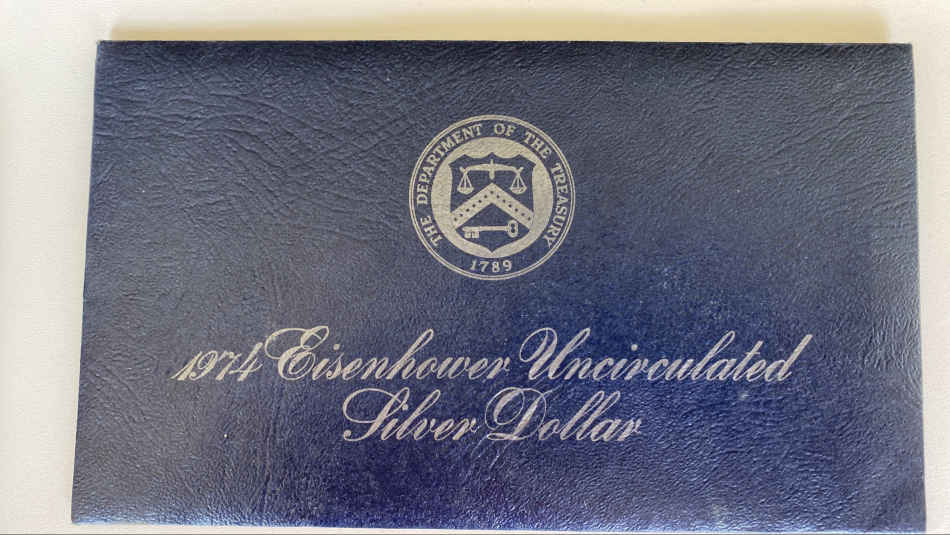 THE DEPARTMENT OF THE TREASURY
1789
1974 Eisenhower Uncirculated
Silver Dollar